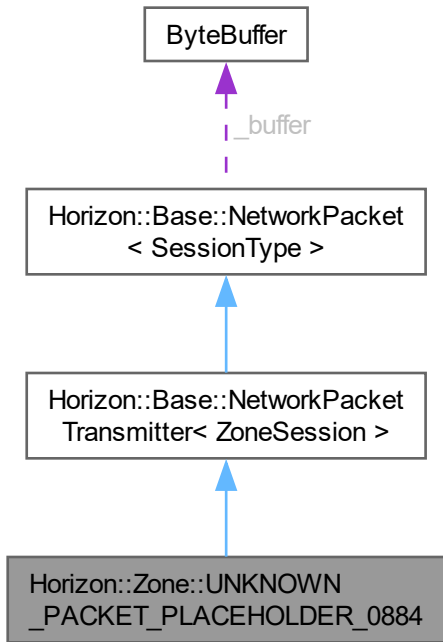 ByteBuffer
_buffer
Horizon::Base::NetworkPacket
< SessionType >
Horizon::Base::NetworkPacket
Transmitter< ZoneSession >
Horizon::Zone::UNKNOWN
_PACKET_PLACEHOLDER_0884